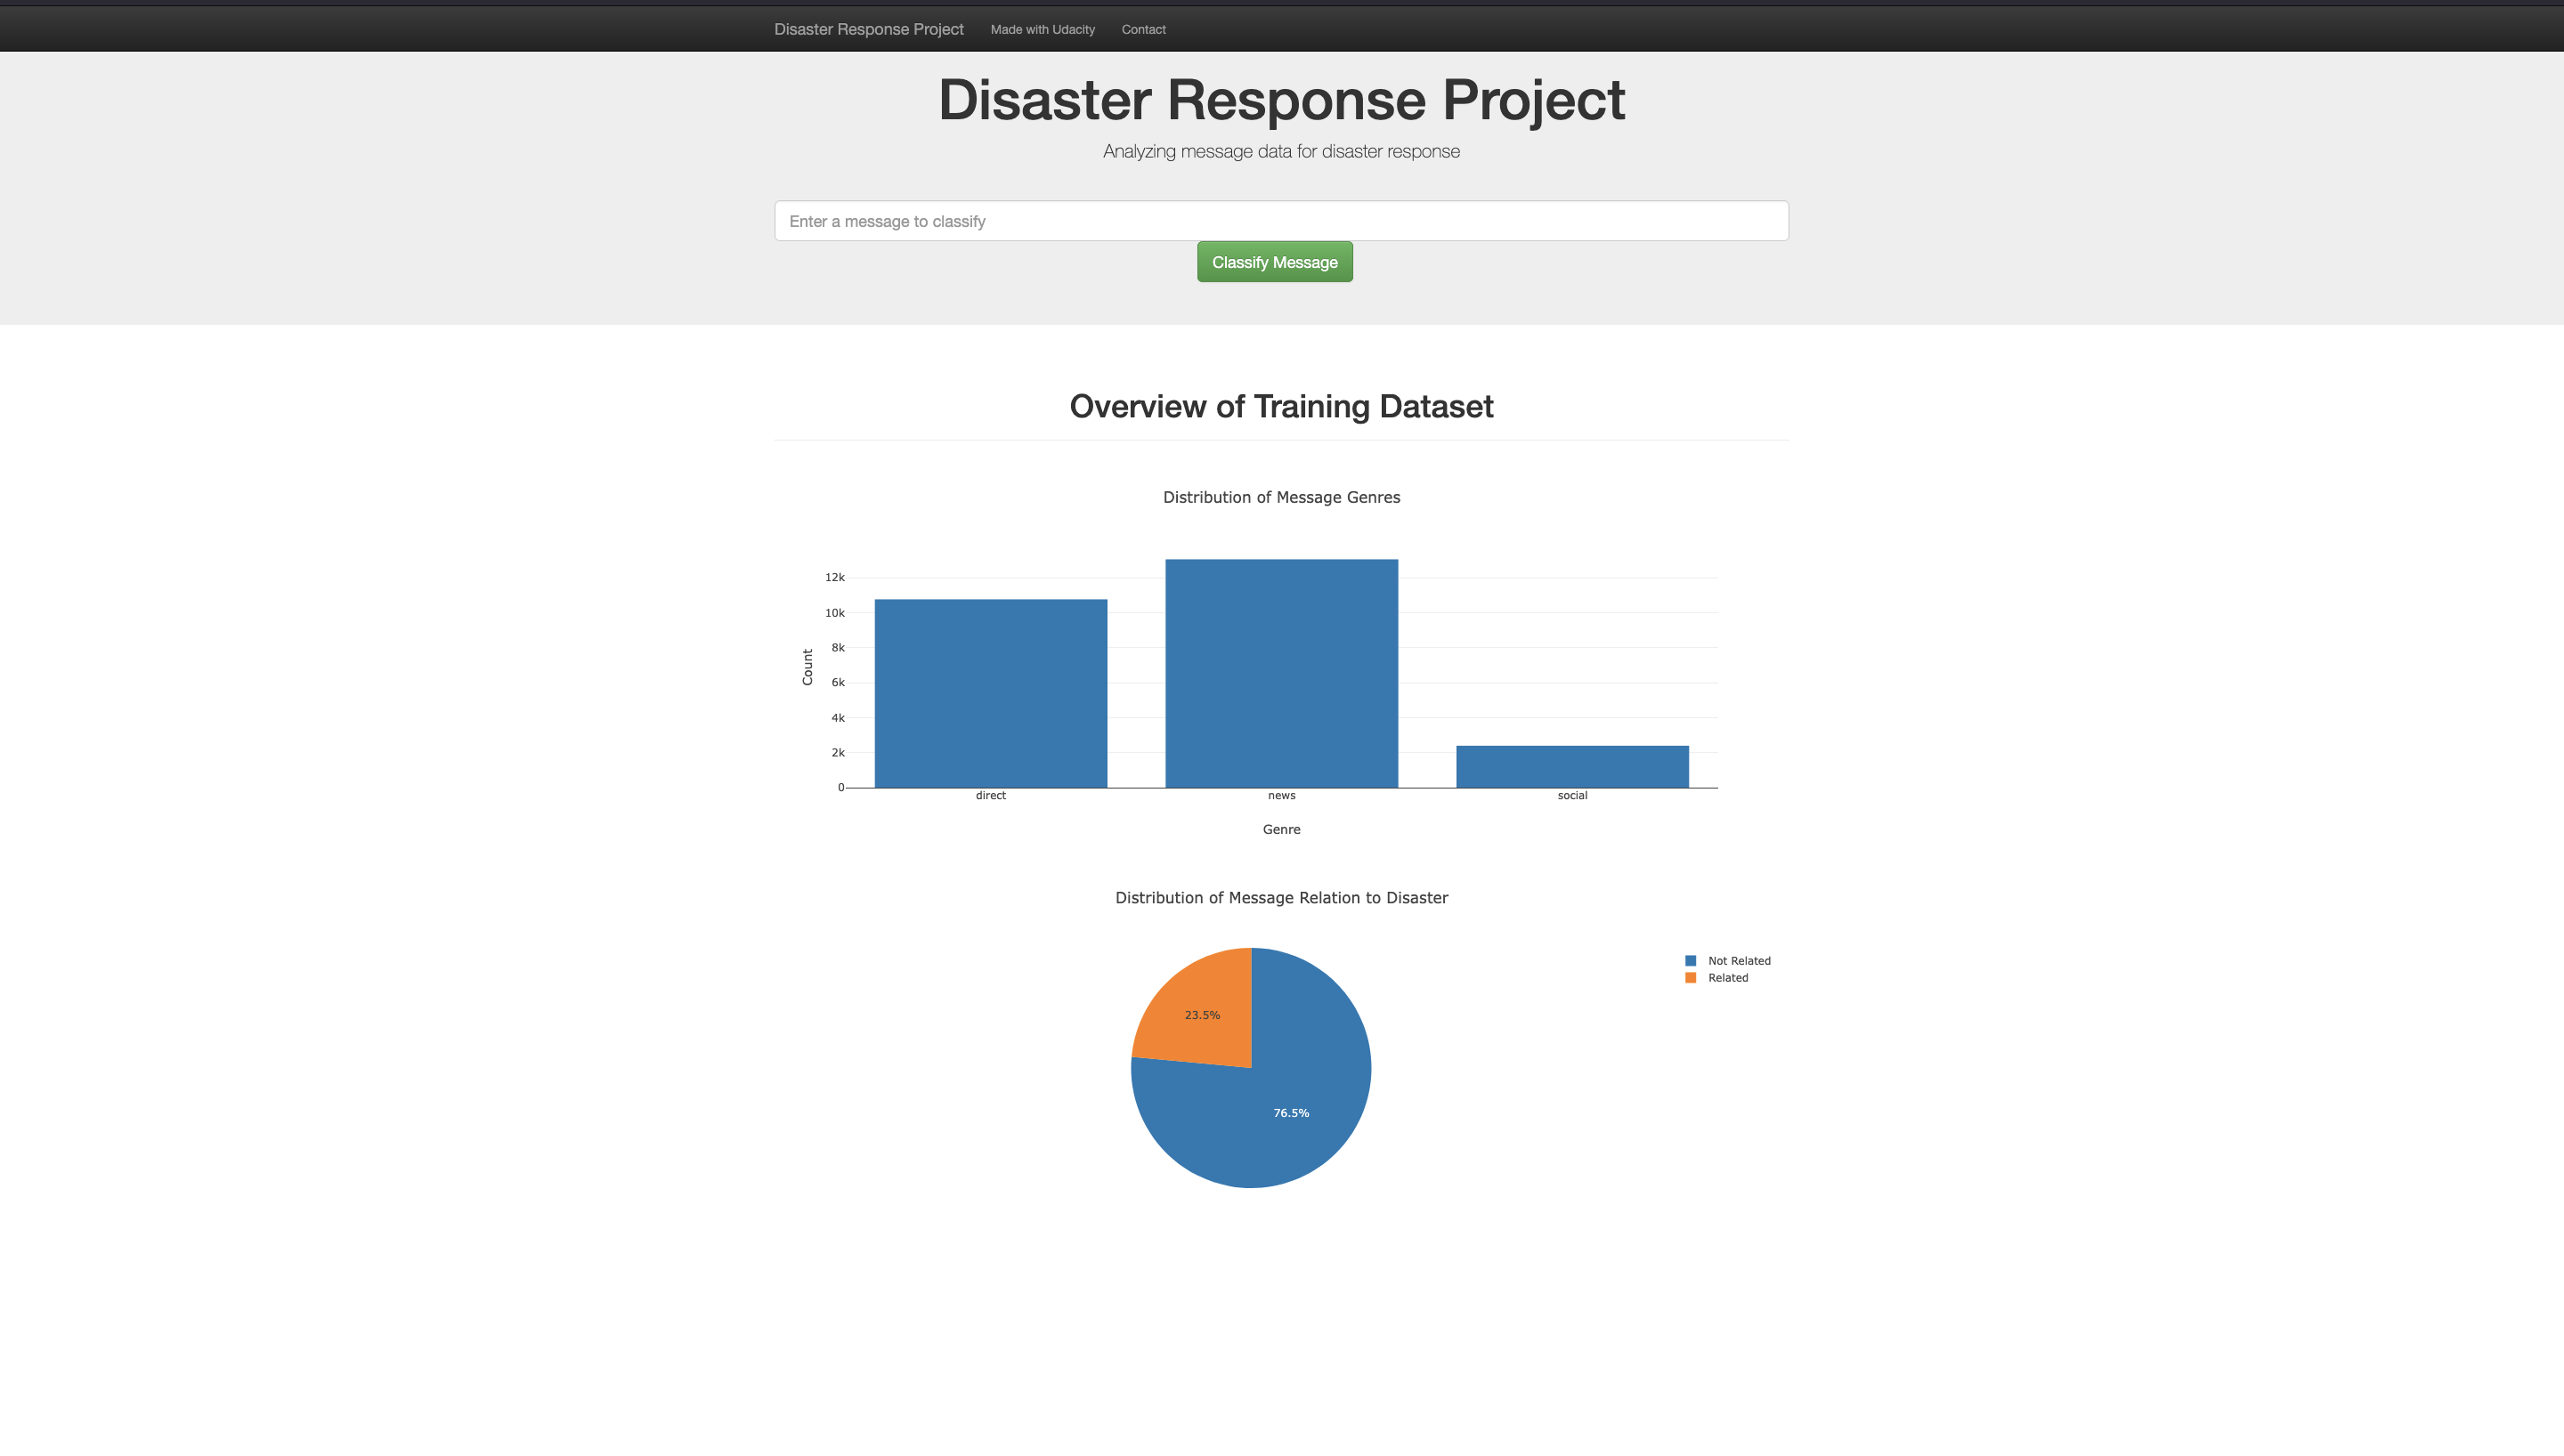 Disaster Response Project Made with Udacity Contact
Disaster Response Project
Analyzing message data for disaster response
Enter a message to classify
Classify Message
Overview of Training Dataset
Distribution of Message Genres
12k
10k
8k
6k
4k
2k
0
Count
direct news social
Genre
Distribution of Message Relation to Disaster
Not Related
Related
23.5%
76.5%